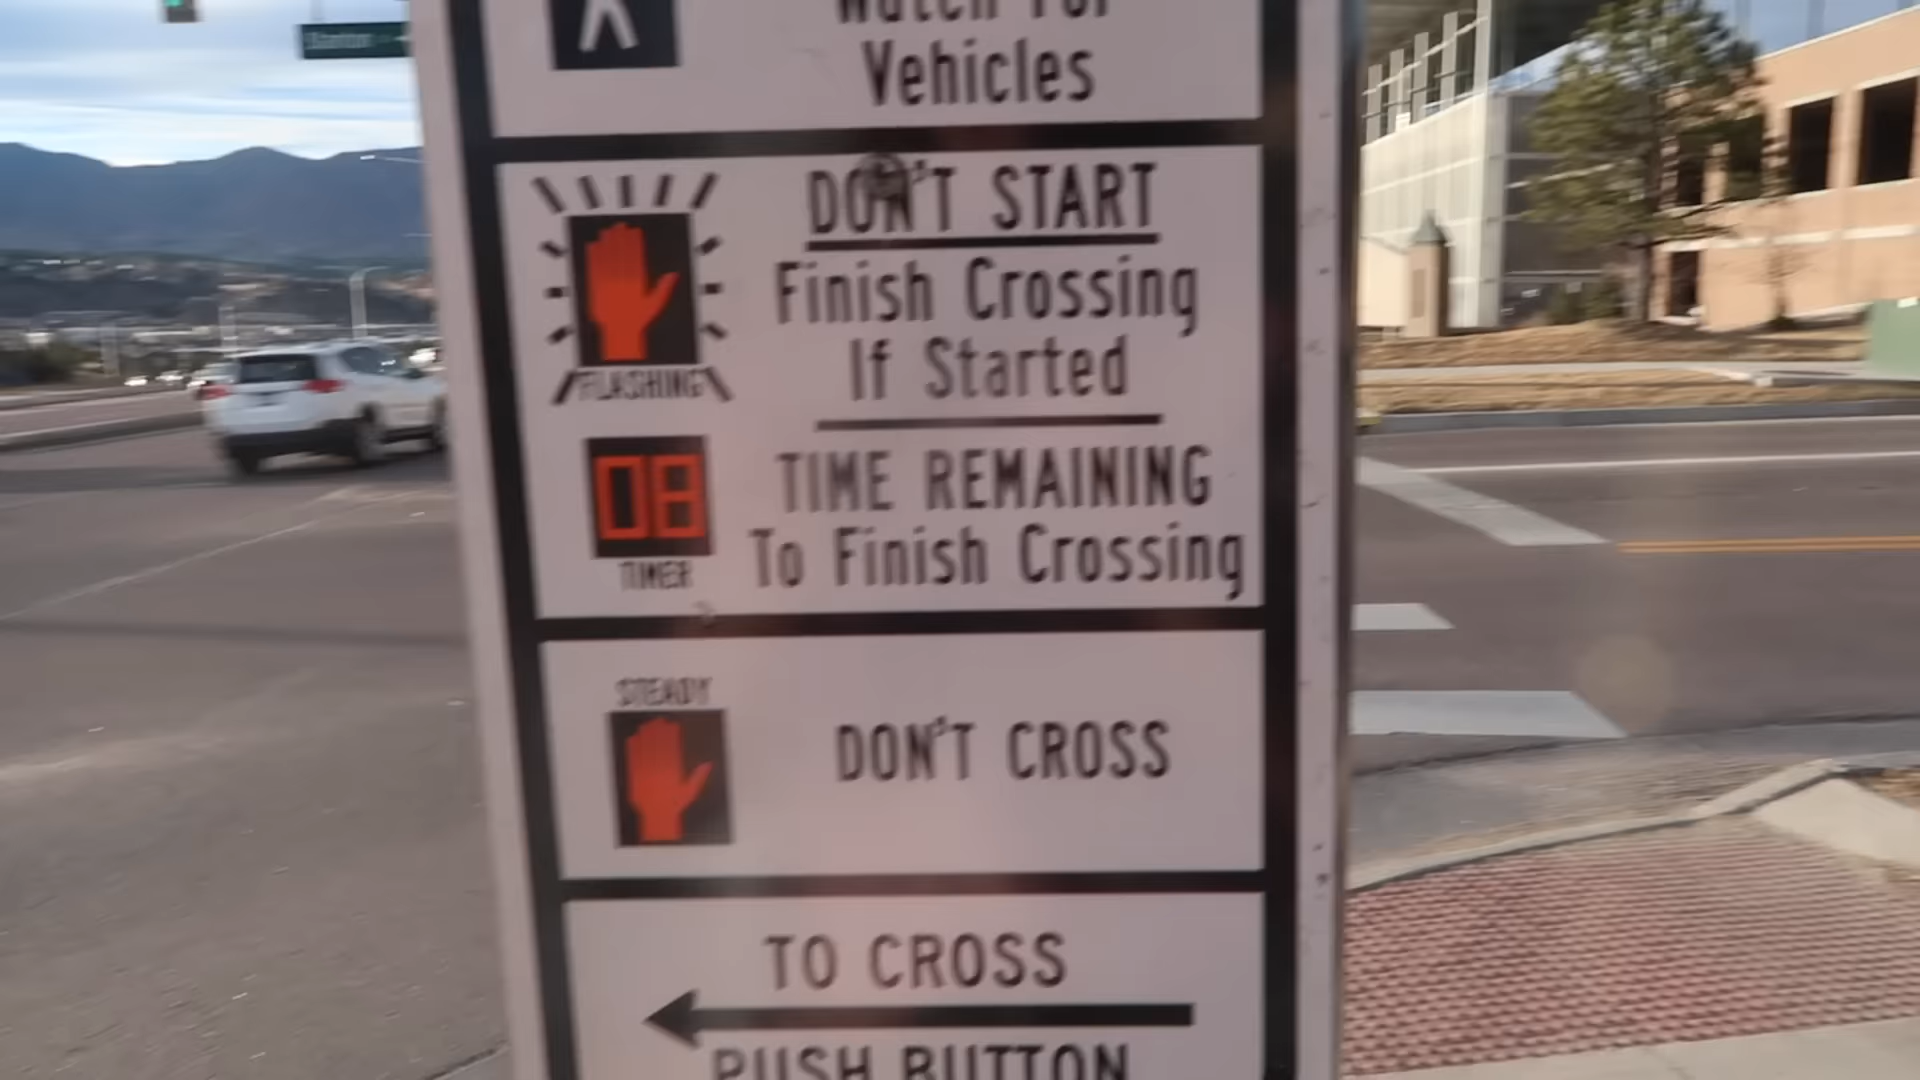 Watch For
Vehicles
DON'T START
Finish Crossing
If Started
FLASHING
08
TIME REMAINING
To Finish Crossing
TIMER
STEADY
DON'T CROSS
TO CROSS
PUSH BUTTON